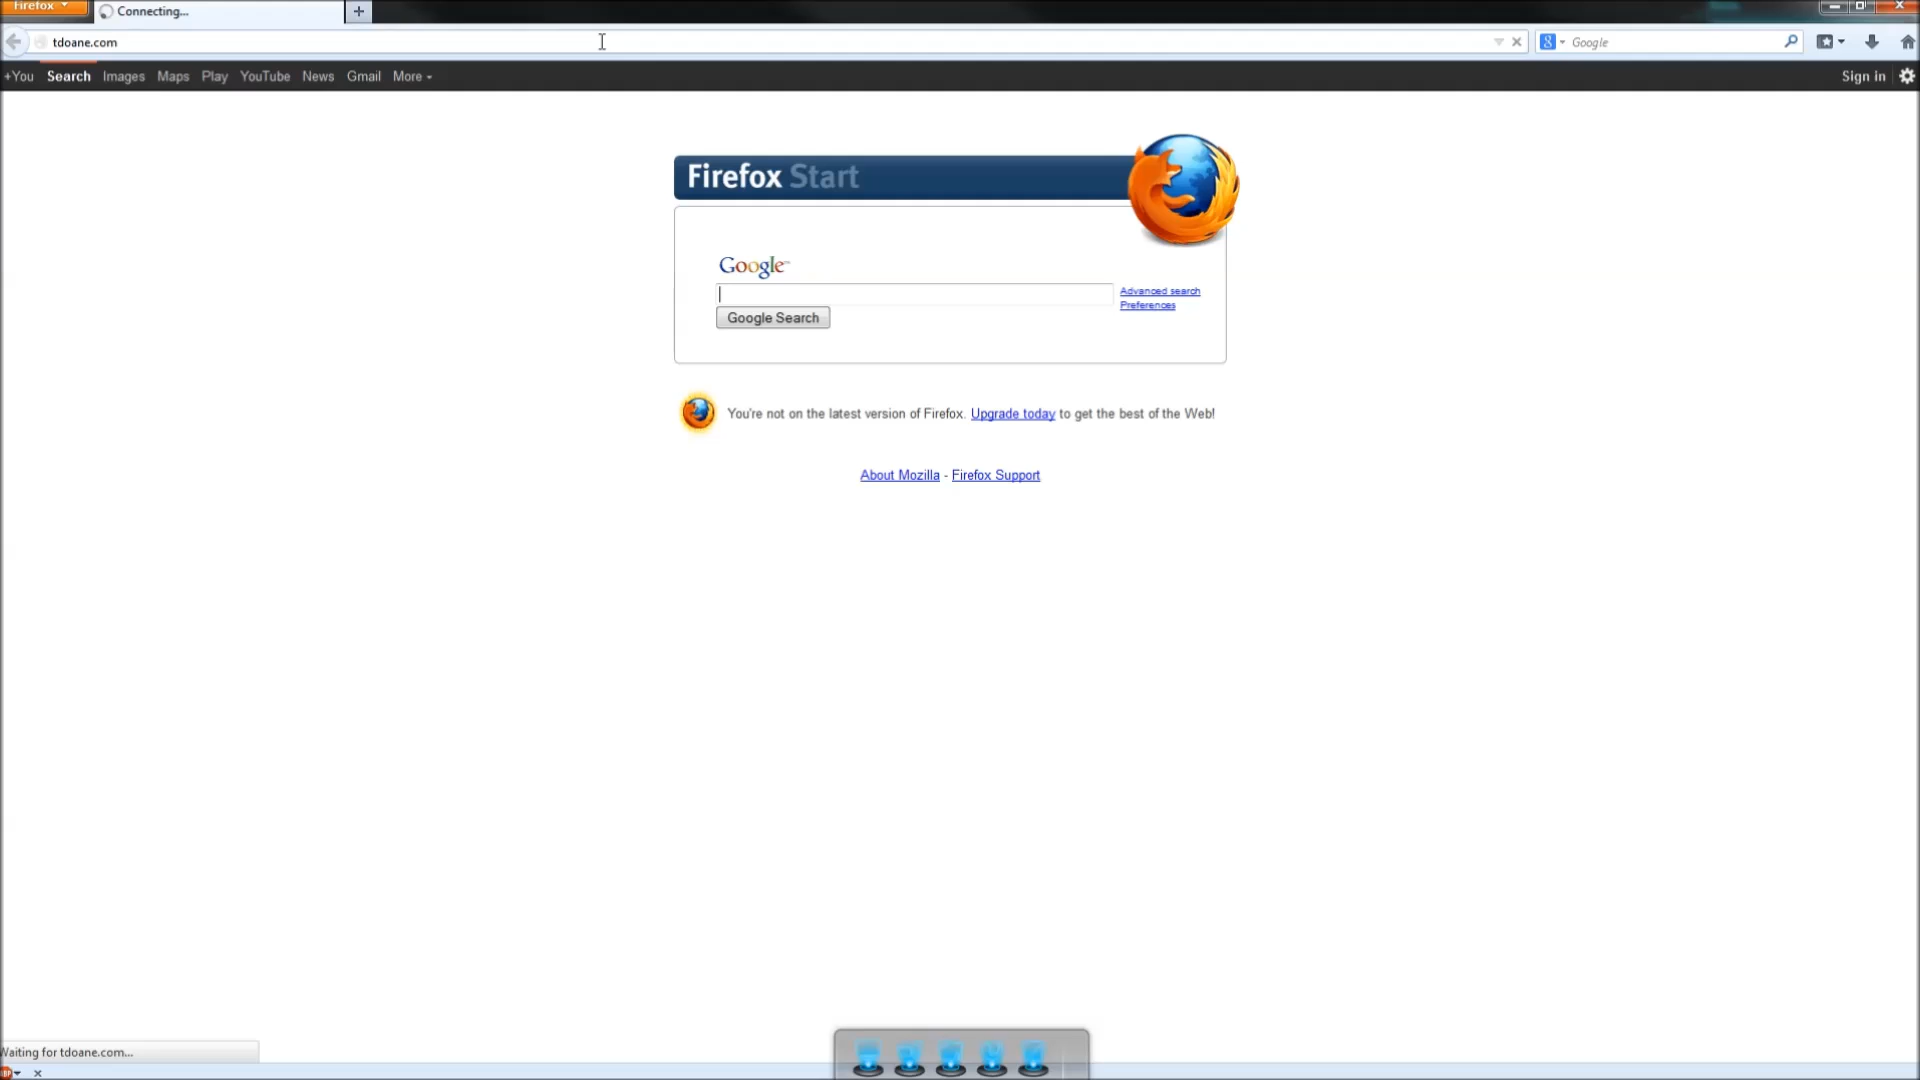 Firefox
Connecting...
tdoane.com
Google
+You Search Images Maps Play YouTube News Gmail More
Sign in
Firefox Start
Google
Advanced search
Preferences
Google Search
You're not on the latest version of Firefox. Upgrade today to get the best of the Web!
About Mozilla - Firefox Support
Waiting for tdoane.com...